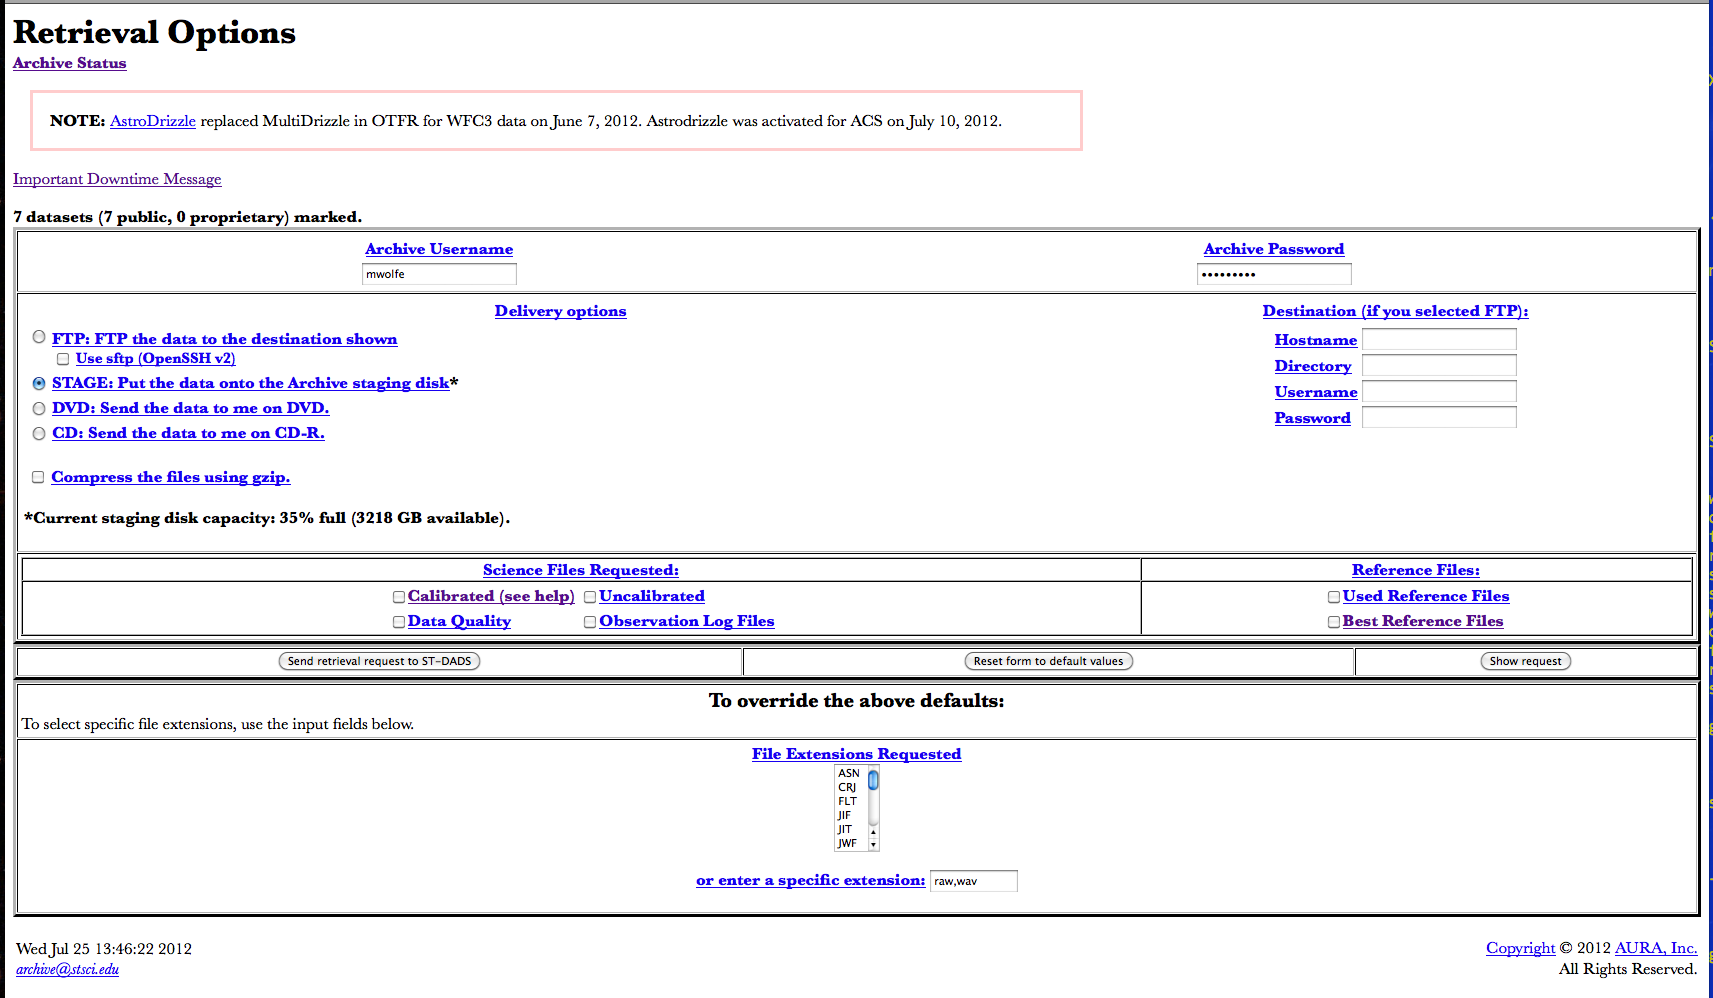 Retrieval Options
Archive Status
NOTE: AstroDrizzle replaced MultiDrizzle in OTFR for WFC3 data on June 7, 2012. Astrodrizzle was activated for ACS on July 10, 2012.
Important Downtime Message
7 datasets (7 public, 0 proprietary) marked.
Archive Username
mwolfe
Archive Password
•••••••••
Delivery options
FTP: FTP the data to the destination shown
Use sftp (OpenSSH v2)
STAGE: Put the data onto the Archive staging disk*
DVD: Send the data to me on DVD.
CD: Send the data to me on CD-R.
Compress the files using gzip.
*Current staging disk capacity: 35% full (3218 GB available).
Destination (if you selected FTP):
Hostname
Directory
Username
Password
Science Files Requested:
Calibrated (see help) Uncalibrated
Data Quality Observation Log Files
Reference Files:
Used Reference Files
Best Reference Files
Send retrieval request to ST-DADS
Reset form to default values
Show request
To override the above defaults:
To select specific file extensions, use the input fields below.
File Extensions Requested
ASN
CRJ
FLT
JIF
JIT
JWF
or enter a specific extension: raw,wav
Wed Jul 25 13:46:22 2012
archive@stsci.edu
Copyright © 2012 AURA, Inc.
All Rights Reserved.